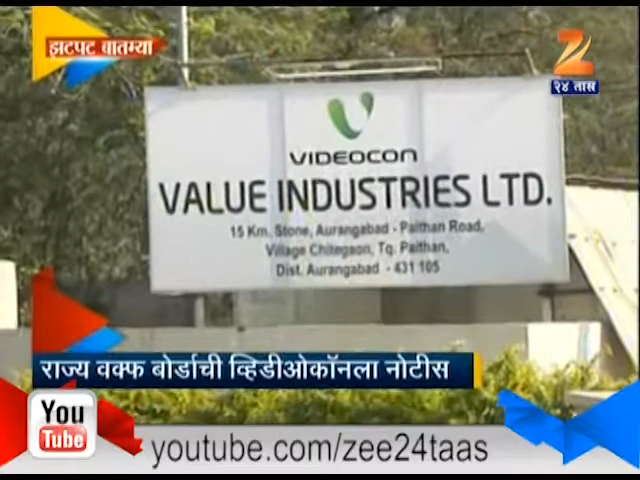 झटपट बातम्या
२४ तास
VIDEOCON
VALUE INDUSTRIES LTD.
15 Km. Stone, Aurangabad - Paithan Road,
Village Chitegaon, Tq. Paithan,
Dist. Aurangabad - 431 105
राज्य वक्फ बोर्डाची व्हिडीओकॉनला नोटीस
You
Tube
youtube.com/zee24taas